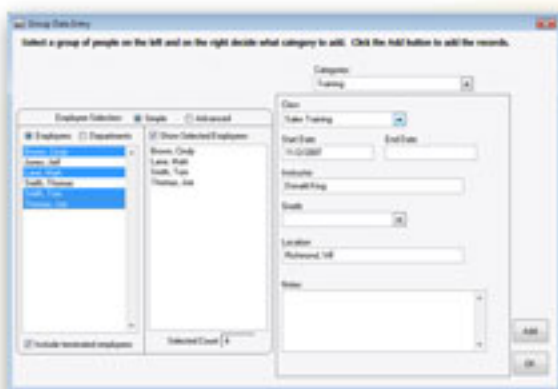 Group Data Entry
Select a group of people on the left and on the right decide what category to add. Click the Add button to add the records.
Categories
Training
Employee Selection Simple Advanced
Employees Departments
Brown, Cindy
Jones, Jeff
Lane, Mark
Smith, Thomas
Smith, Tom
Thomas, Joe
Include terminated employees
Show Selected Employees
Brown, Cindy
Lane, Mark
Smith, Tom
Thomas, Joe
Selected Count 4
Class
Sales Training
Start Date End Date
11/2/2007
Instructor
Donald King
Grade
Location
Richmond,
Notes
Add
OK